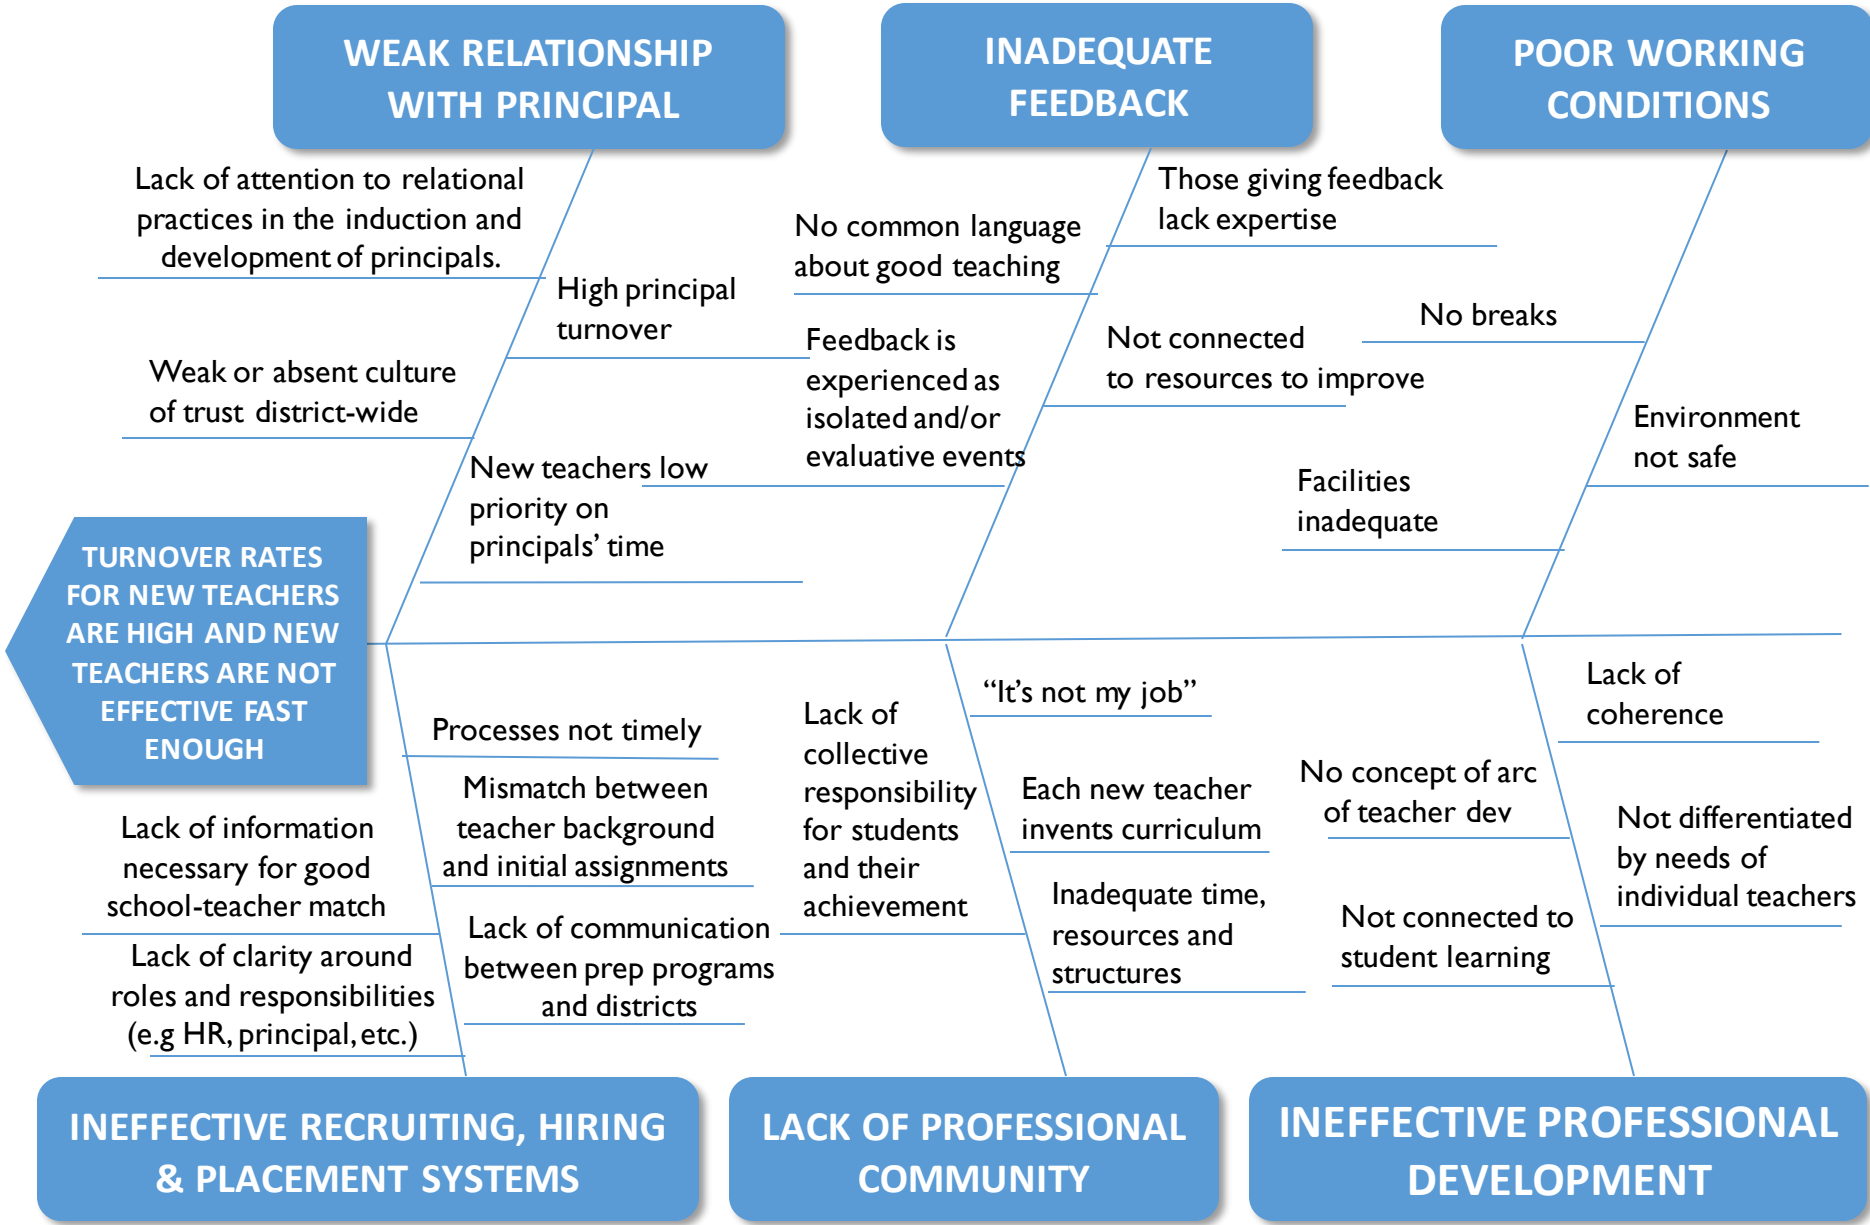 WEAK RELATIONSHIP
WITH PRINCIPAL
INADEQUATE
FEEDBACK
POOR WORKING
CONDITIONS
Lack of attention to relational
practices in the induction and
development of principals.
High principal
turnover
Weak or absent culture
of trust district-wide
New teachers low
priority on
principals’ time
No common language
about good teaching
Those giving feedback
lack expertise
Feedback is
experienced as
isolated and/or
evaluative events
Not connected
to resources to improve
No breaks
Environment
not safe
Facilities
inadequate
TURNOVER RATES
FOR NEW TEACHERS
ARE HIGH AND NEW
TEACHERS ARE NOT
EFFECTIVE FAST
ENOUGH
Processes not timely
Mismatch between
teacher background
and initial assignments
Lack of information
necessary for good
school-teacher match
Lack of communication
between prep programs
and districts
Lack of clarity around
roles and responsibilities
(e.g HR, principal, etc.)
“It’s not my job”
Lack of
collective
responsibility
for students
and their
achievement
Each new teacher
invents curriculum
Inadequate time,
resources and
structures
Lack of
coherence
No concept of arc
of teacher dev
Not differentiated
by needs of
individual teachers
Not connected to
student learning
INEFFECTIVE RECRUITING, HIRING
& PLACEMENT SYSTEMS
LACK OF PROFESSIONAL
COMMUNITY
INEFFECTIVE PROFESSIONAL
DEVELOPMENT